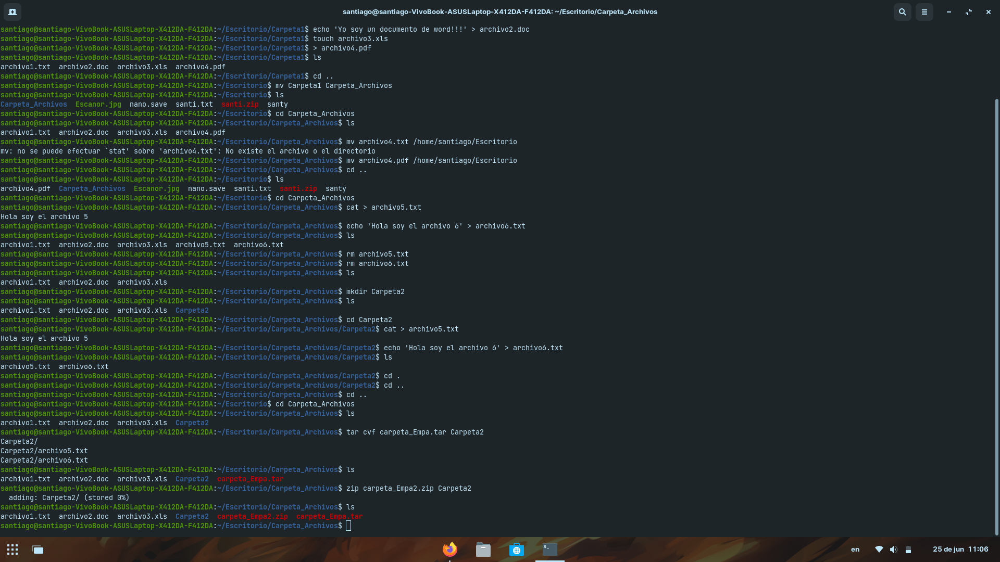 santiago@santiago-VivoBook-ASUSLaptop-X412DA-F412DA: ~/Escritorio/Carpeta_Archivos
santiago@santiago-VivoBook-ASUSLaptop-X412DA-F412DA:~/Escritorio/Carpeta1$ echo 'Yo soy un documento de word!!!' > archivo2.doc
santiago@santiago-VivoBook-ASUSLaptop-X412DA-F412DA:~/Escritorio/Carpeta1$ touch archivo3.xls
santiago@santiago-VivoBook-ASUSLaptop-X412DA-F412DA:~/Escritorio/Carpeta1$ > archivo4.pdf
santiago@santiago-VivoBook-ASUSLaptop-X412DA-F412DA:~/Escritorio/Carpeta1$ ls
archivo1.txt  archivo2.doc  archivo3.xls  archivo4.pdf
santiago@santiago-VivoBook-ASUSLaptop-X412DA-F412DA:~/Escritorio/Carpeta1$ cd ..
santiago@santiago-VivoBook-ASUSLaptop-X412DA-F412DA:~/Escritorio$ mv Carpeta1 Carpeta_Archivos
santiago@santiago-VivoBook-ASUSLaptop-X412DA-F412DA:~/Escritorio$ ls
Carpeta_Archivos  Escanor.jpg  nano.save  santi.txt  santi.zip  santy
santiago@santiago-VivoBook-ASUSLaptop-X412DA-F412DA:~/Escritorio$ cd Carpeta_Archivos
santiago@santiago-VivoBook-ASUSLaptop-X412DA-F412DA:~/Escritorio/Carpeta_Archivos$ ls
archivo1.txt  archivo2.doc  archivo3.xls  archivo4.pdf
santiago@santiago-VivoBook-ASUSLaptop-X412DA-F412DA:~/Escritorio/Carpeta_Archivos$ mv archivo4.txt /home/santiago/Escritorio
mv: no se puede efectuar `stat' sobre 'archivo4.txt': No existe el archivo o el directorio
santiago@santiago-VivoBook-ASUSLaptop-X412DA-F412DA:~/Escritorio/Carpeta_Archivos$ mv archivo4.pdf /home/santiago/Escritorio
santiago@santiago-VivoBook-ASUSLaptop-X412DA-F412DA:~/Escritorio/Carpeta_Archivos$ cd ..
santiago@santiago-VivoBook-ASUSLaptop-X412DA-F412DA:~/Escritorio$ ls
archivo4.pdf  Carpeta_Archivos  Escanor.jpg  nano.save  santi.txt  santi.zip  santy
santiago@santiago-VivoBook-ASUSLaptop-X412DA-F412DA:~/Escritorio$ cd Carpeta_Archivos
santiago@santiago-VivoBook-ASUSLaptop-X412DA-F412DA:~/Escritorio/Carpeta_Archivos$ cat > archivo5.txt
Hola soy el archivo 5
santiago@santiago-VivoBook-ASUSLaptop-X412DA-F412DA:~/Escritorio/Carpeta_Archivos$ echo 'Hola soy el archivo 6' > archivo6.txt
santiago@santiago-VivoBook-ASUSLaptop-X412DA-F412DA:~/Escritorio/Carpeta_Archivos$ ls
archivo1.txt  archivo2.doc  archivo3.xls  archivo5.txt  archivo6.txt
santiago@santiago-VivoBook-ASUSLaptop-X412DA-F412DA:~/Escritorio/Carpeta_Archivos$ rm archivo5.txt
santiago@santiago-VivoBook-ASUSLaptop-X412DA-F412DA:~/Escritorio/Carpeta_Archivos$ rm archivo6.txt
santiago@santiago-VivoBook-ASUSLaptop-X412DA-F412DA:~/Escritorio/Carpeta_Archivos$ ls
archivo1.txt  archivo2.doc  archivo3.xls
santiago@santiago-VivoBook-ASUSLaptop-X412DA-F412DA:~/Escritorio/Carpeta_Archivos$ mkdir Carpeta2
santiago@santiago-VivoBook-ASUSLaptop-X412DA-F412DA:~/Escritorio/Carpeta_Archivos$ ls
archivo1.txt  archivo2.doc  archivo3.xls  Carpeta2
santiago@santiago-VivoBook-ASUSLaptop-X412DA-F412DA:~/Escritorio/Carpeta_Archivos$ cd Carpeta2
santiago@santiago-VivoBook-ASUSLaptop-X412DA-F412DA:~/Escritorio/Carpeta_Archivos/Carpeta2$ cat > archivo5.txt
Hola soy el archivo 5
santiago@santiago-VivoBook-ASUSLaptop-X412DA-F412DA:~/Escritorio/Carpeta_Archivos/Carpeta2$ echo 'Hola soy el archivo 6' > archivo6.txt
santiago@santiago-VivoBook-ASUSLaptop-X412DA-F412DA:~/Escritorio/Carpeta_Archivos/Carpeta2$ ls
archivo5.txt  archivo6.txt
santiago@santiago-VivoBook-ASUSLaptop-X412DA-F412DA:~/Escritorio/Carpeta_Archivos/Carpeta2$ cd .
santiago@santiago-VivoBook-ASUSLaptop-X412DA-F412DA:~/Escritorio/Carpeta_Archivos/Carpeta2$ cd ..
santiago@santiago-VivoBook-ASUSLaptop-X412DA-F412DA:~/Escritorio/Carpeta_Archivos$ cd ..
santiago@santiago-VivoBook-ASUSLaptop-X412DA-F412DA:~/Escritorio$ cd Carpeta_Archivos
santiago@santiago-VivoBook-ASUSLaptop-X412DA-F412DA:~/Escritorio/Carpeta_Archivos$ ls
archivo1.txt  archivo2.doc  archivo3.xls  Carpeta2
santiago@santiago-VivoBook-ASUSLaptop-X412DA-F412DA:~/Escritorio/Carpeta_Archivos$ tar cvf carpeta_Empa.tar Carpeta2
Carpeta2/
Carpeta2/archivo5.txt
Carpeta2/archivo6.txt
santiago@santiago-VivoBook-ASUSLaptop-X412DA-F412DA:~/Escritorio/Carpeta_Archivos$ ls
archivo1.txt  archivo2.doc  archivo3.xls  Carpeta2  carpeta_Empa.tar
santiago@santiago-VivoBook-ASUSLaptop-X412DA-F412DA:~/Escritorio/Carpeta_Archivos$ zip carpeta_Empa2.zip Carpeta2
  adding: Carpeta2/ (stored 0%)
santiago@santiago-VivoBook-ASUSLaptop-X412DA-F412DA:~/Escritorio/Carpeta_Archivos$ ls
archivo1.txt  archivo2.doc  archivo3.xls  Carpeta2  carpeta_Empa2.zip  carpeta_Empa.tar
santiago@santiago-VivoBook-ASUSLaptop-X412DA-F412DA:~/Escritorio/Carpeta_Archivos$
$_
en 25 de jun 11:06